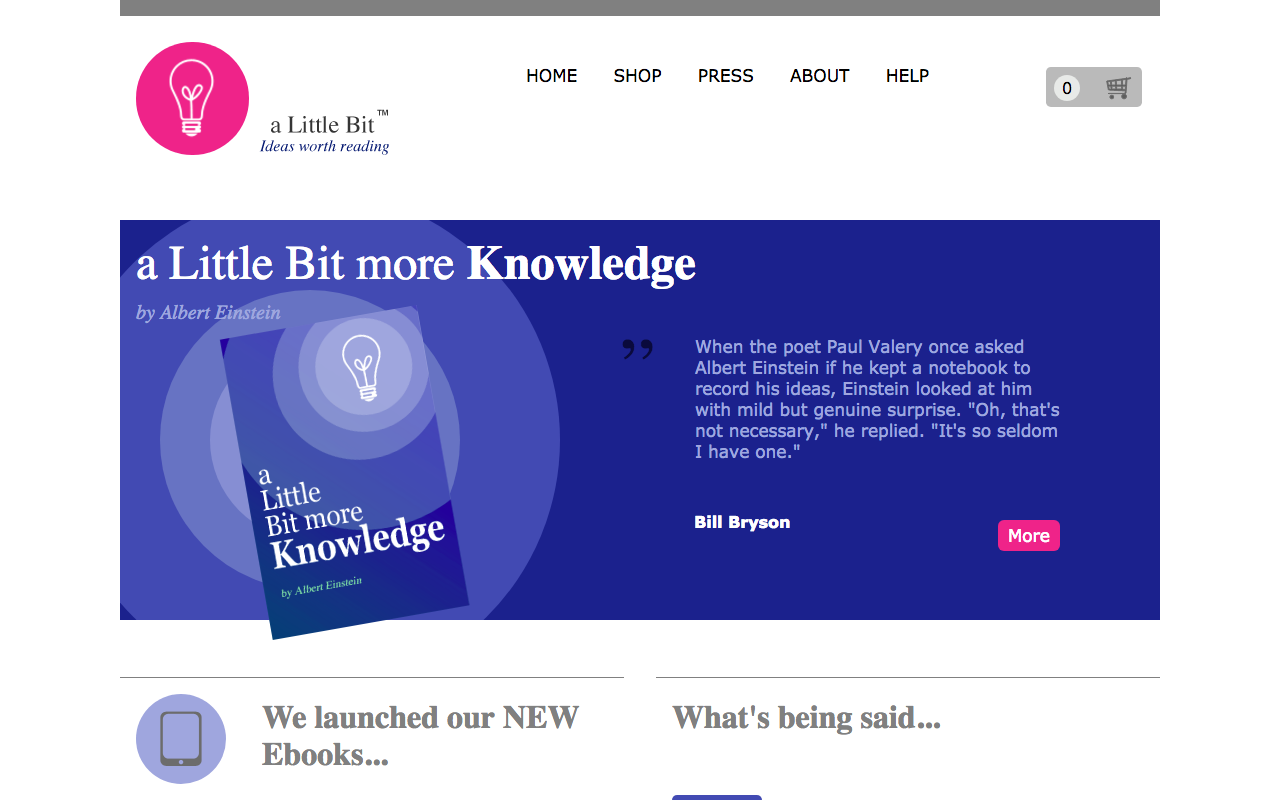 HOME SHOP PRESS ABOUT HELP
0
a Little Bit™
Ideas worth reading
a Little Bit more Knowledge
by Albert Einstein
”
When the poet Paul Valery once asked
Albert Einstein if he kept a notebook to
record his ideas, Einstein looked at him
with mild but genuine surprise. "Oh, that's
not necessary," he replied. "It's so seldom
I have one."
Bill Bryson
More
a
Little
Bit more
Knowledge
by Albert Einstein
We launched our NEW
Ebooks...
What's being said...